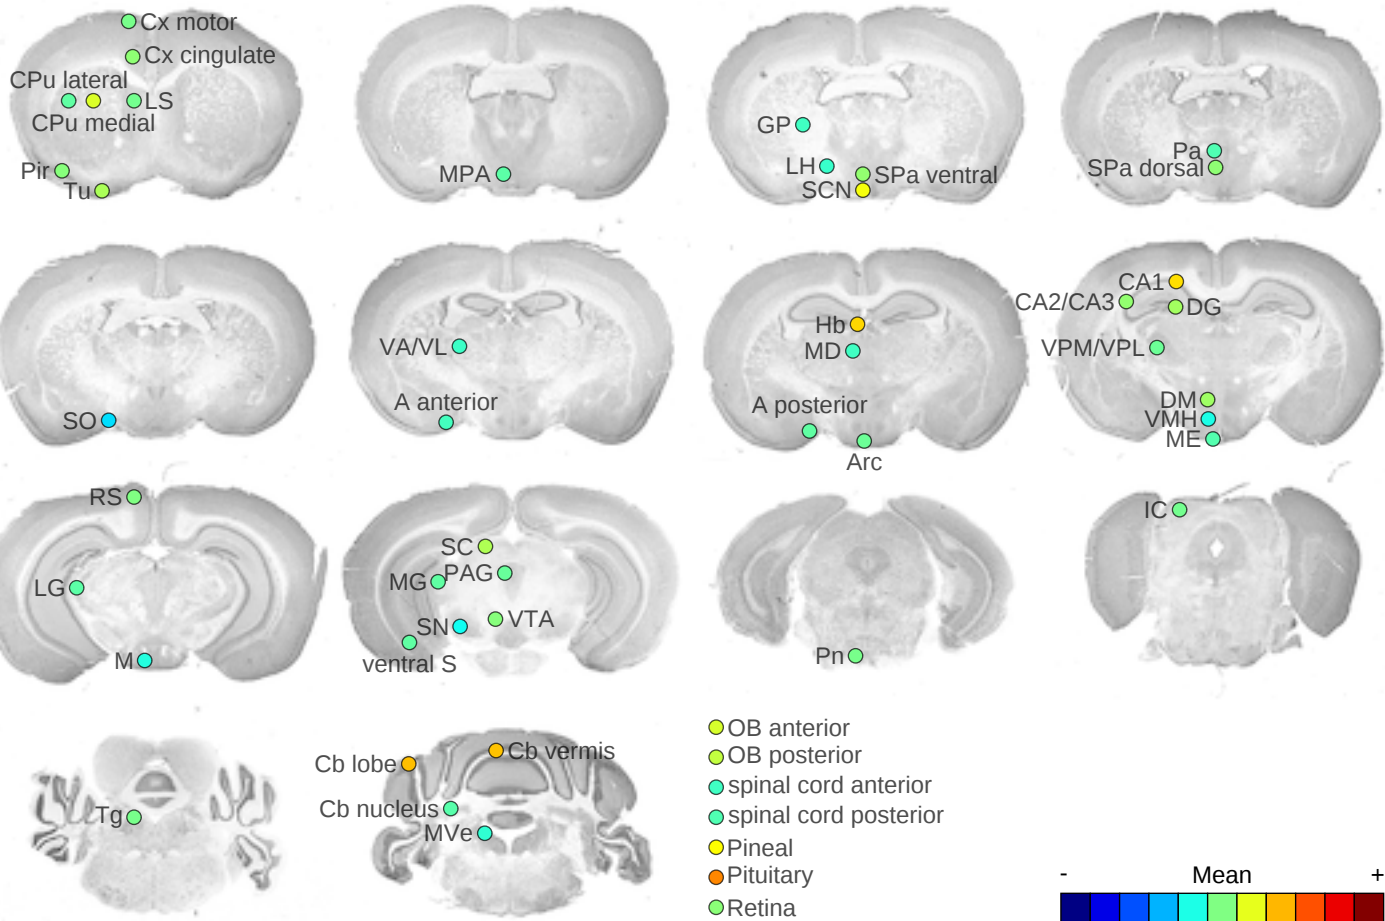 Cx motor
Cx cingulate
CPu lateral
LS
CPu medial
Pir
Tu
MPA
GP
LH
SPa ventral
SCN
Pa
SPa dorsal
SO
VA/VL
A anterior
Hb
MD
A posterior
Arc
CA1
CA2/CA3
DG
VPM/VPL
DM
VMH
ME
RS
LG
M
SC
PAG
MG
VTA
SN
ventral S
Pn
IC
Tg
Cb vermis
Cb lobe
Cb nucleus
MVe
OB anterior
OB posterior
spinal cord anterior
spinal cord posterior
Pineal
Pituitary
Retina
- Mean +